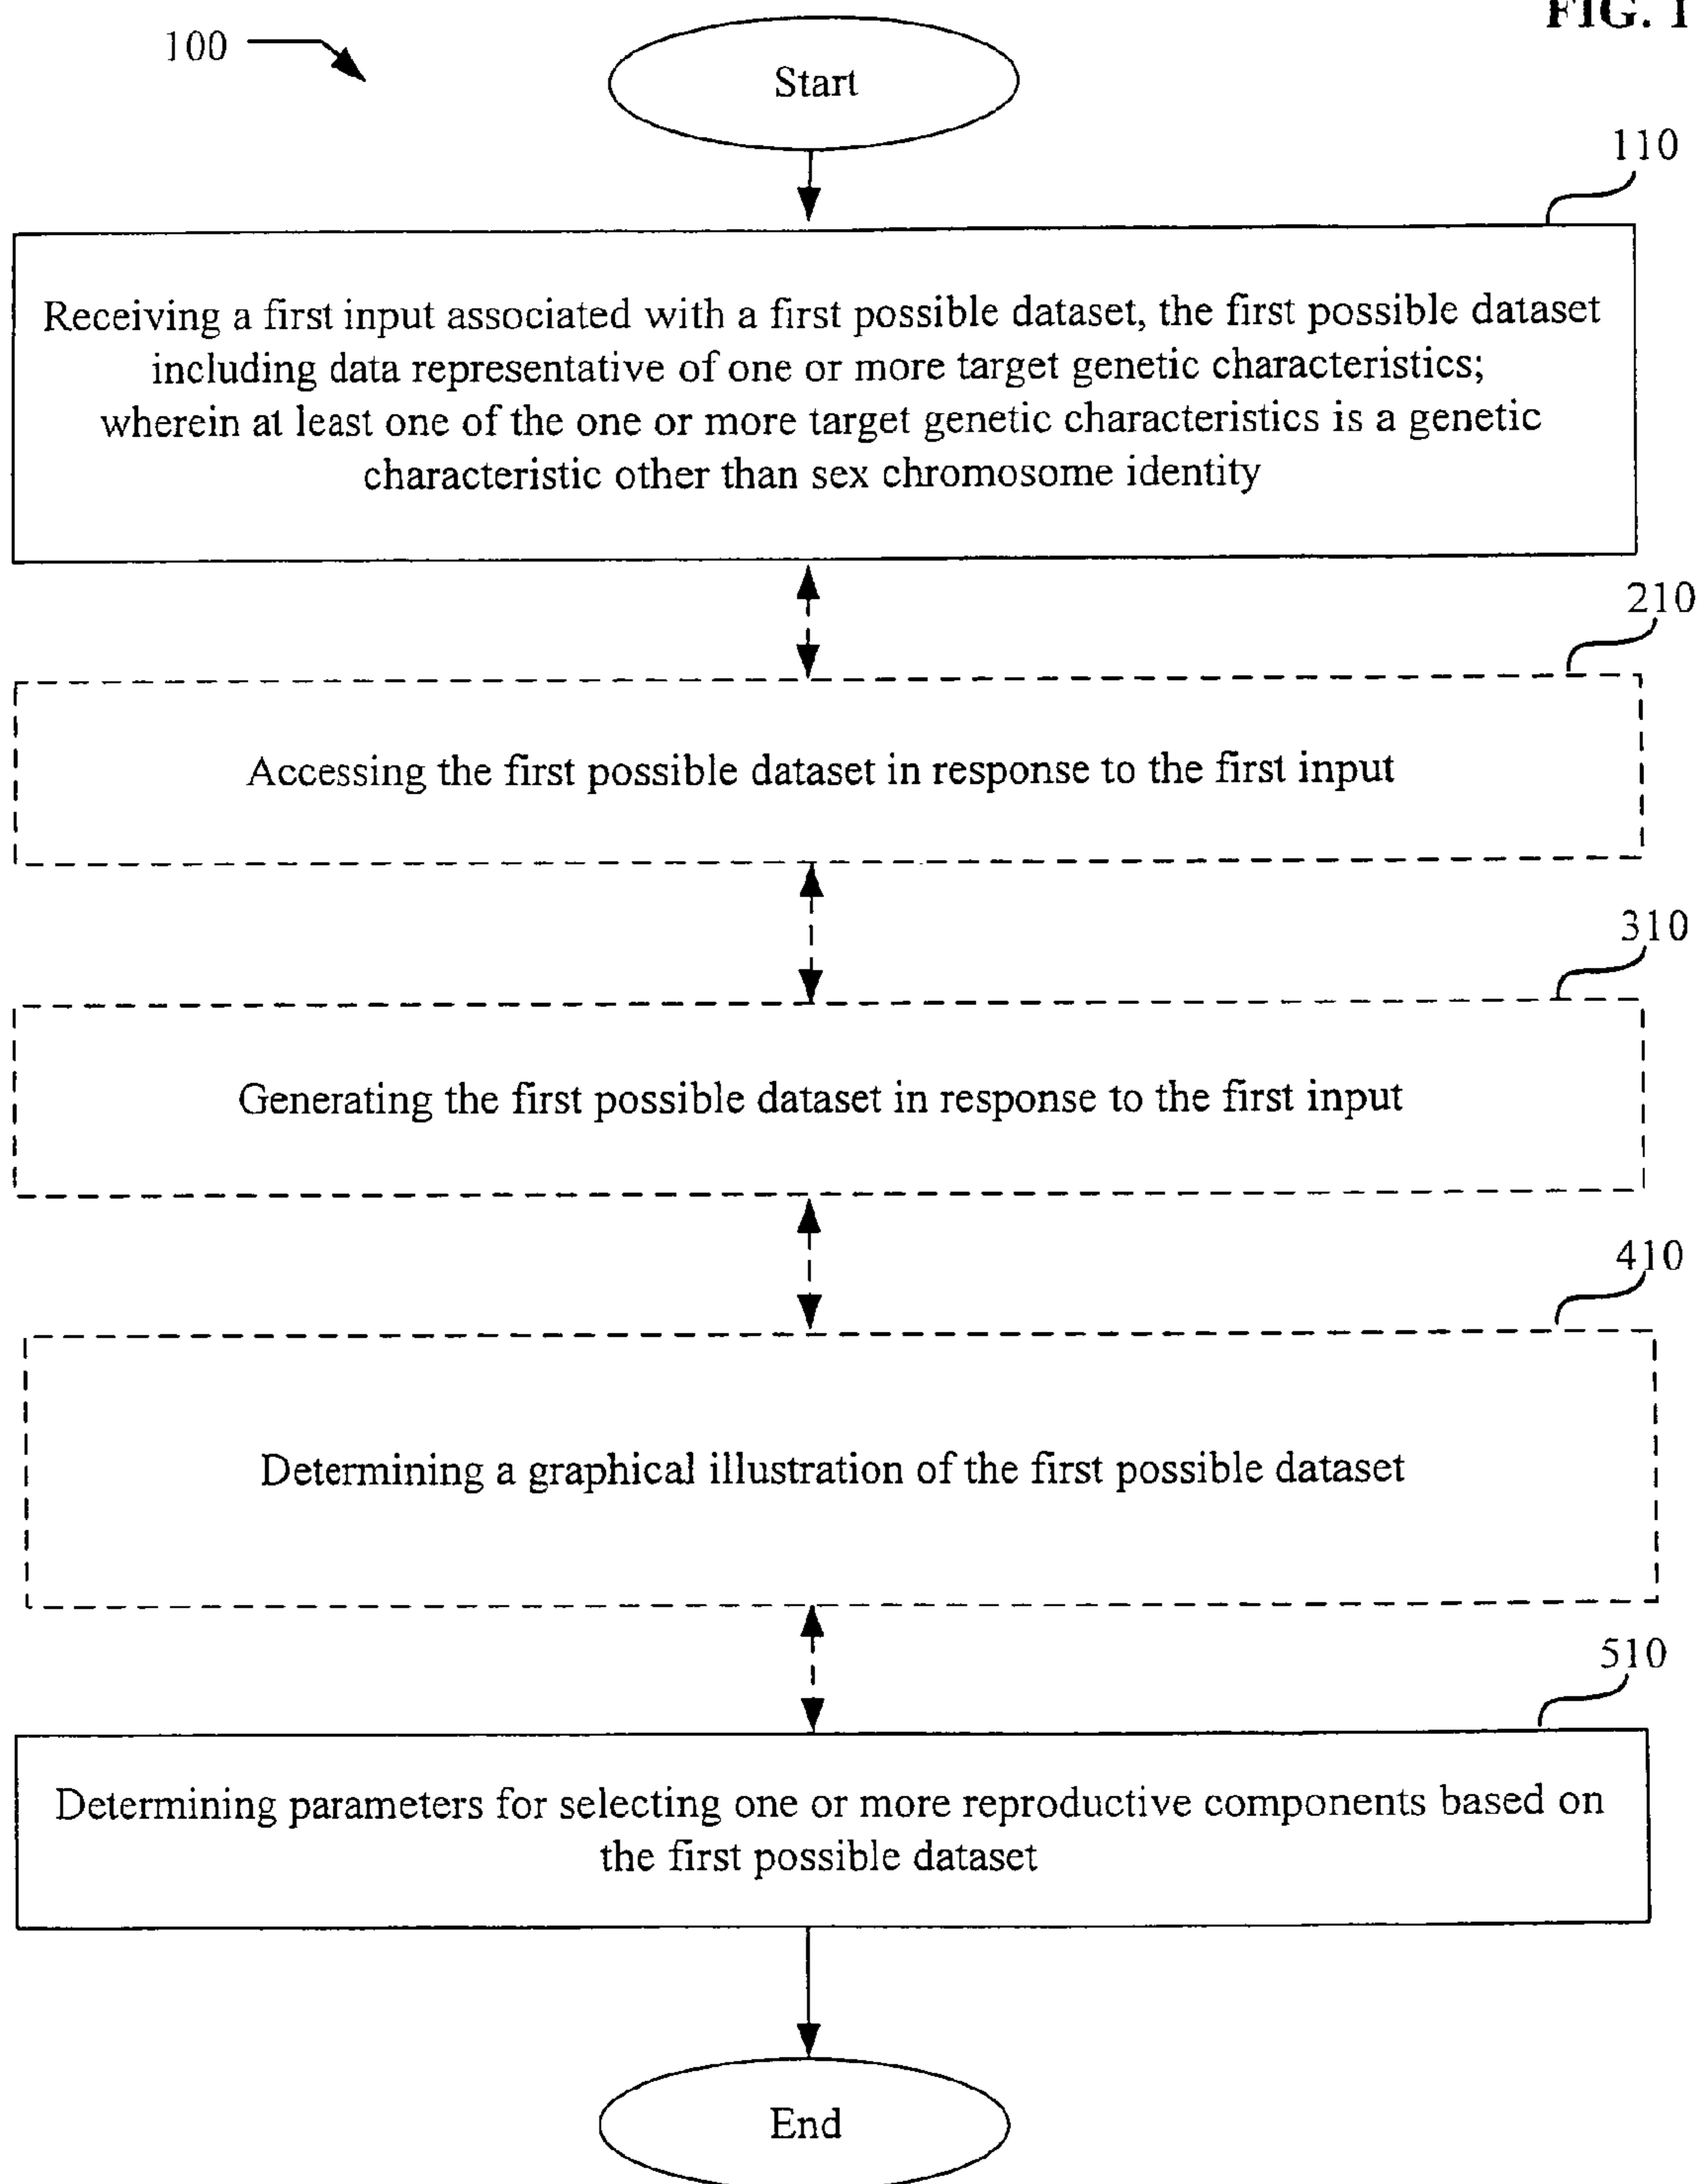 FIG. 1
100
Start
110
Receiving a first input associated with a first possible dataset, the first possible dataset
including data representative of one or more target genetic characteristics;
wherein at least one of the one or more target genetic characteristics is a genetic
characteristic other than sex chromosome identity
210
Accessing the first possible dataset in response to the first input
310
Generating the first possible dataset in response to the first input
410
Determining a graphical illustration of the first possible dataset
510
Determining parameters for selecting one or more reproductive components based on
the first possible dataset
End